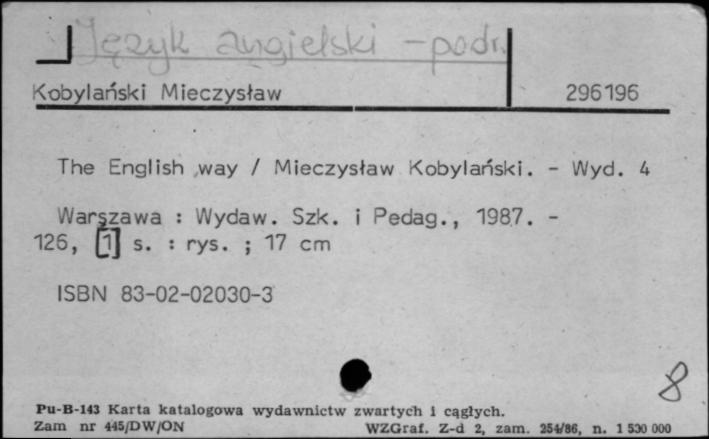 Język angielski - podr.
Kobylański Mieczysław 296196
The English way / Mieczysław Kobylański. - Wyd. 4
Warszawa : Wydaw. Szk. i Pedag., 1987. -
126, [1] s. : rys. ; 17 cm
ISBN 83-02-02030-3
8
Pu-B-143 Karta katalogowa wydawnictw zwartych i cągłych.
Zam nr 445/DW/ON WZGraf. Z-d 2, zam. 254/86, n. 1 530 000